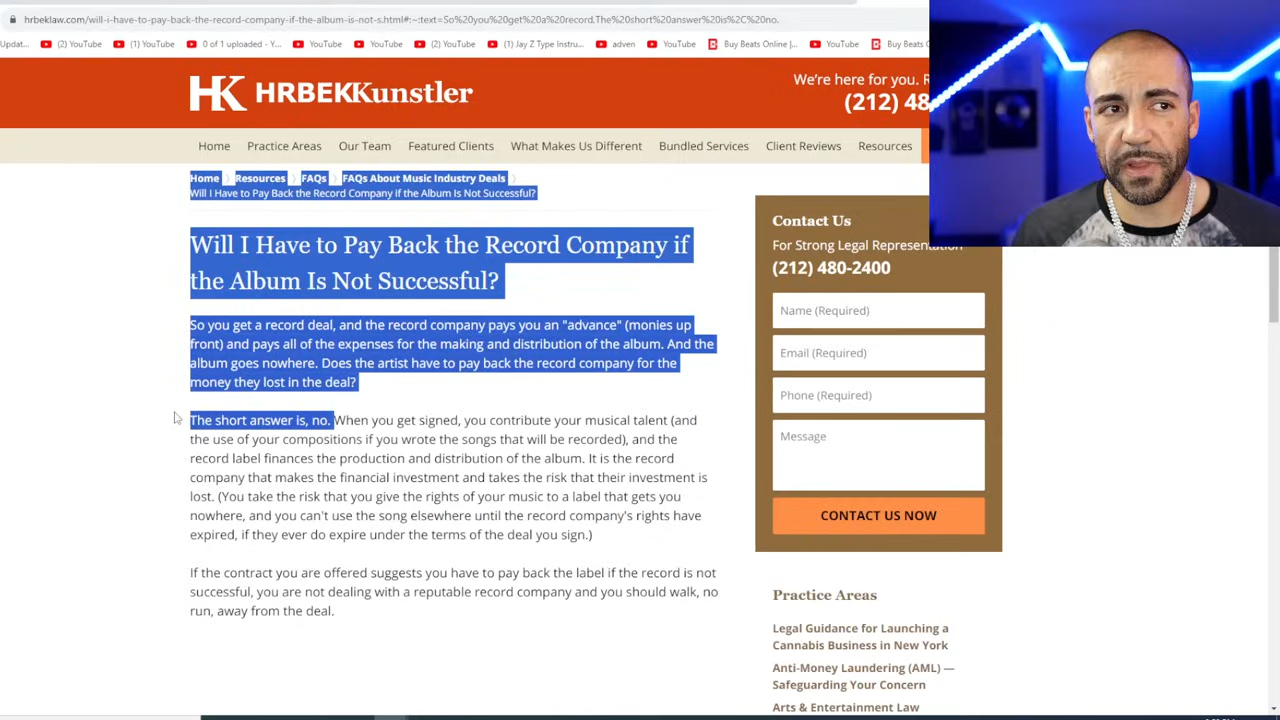 hrbeklaw.com/will-i-have-to-pay-back-the-record-company-if-the-album-is-not-s.html#:~:text=So%20you%20get%20a%20record,The%20short%20answer%20is%2C%20no.
Updat... (2) YouTube (1) YouTube 0 of 1 uploaded - Y... YouTube YouTube (2) YouTube (1) Jay Z Type Instru... adven YouTube Buy Beats Online |... YouTube Buy Beats On
HK HRBEKKunstler
We're here for you. R
(212) 48
Home Practice Areas Our Team Featured Clients What Makes Us Different Bundled Services Client Reviews Resources
Home Resources FAQs FAQs About Music Industry Deals
Will I Have to Pay Back the Record Company if the Album Is Not Successful?
Will I Have to Pay Back the Record Company if
the Album Is Not Successful?
So you get a record deal, and the record company pays you an "advance" (monies up
front) and pays all of the expenses for the making and distribution of the album. And the
album goes nowhere. Does the artist have to pay back the record company for the
money they lost in the deal?
The short answer is, no. When you get signed, you contribute your musical talent (and
the use of your compositions if you wrote the songs that will be recorded), and the
record label finances the production and distribution of the album. It is the record
company that makes the financial investment and takes the risk that their investment is
lost. (You take the risk that you give the rights of your music to a label that gets you
nowhere, and you can't use the song elsewhere until the record company's rights have
expired, if they ever do expire under the terms of the deal you sign.)
If the contract you are offered suggests you have to pay back the label if the record is not
successful, you are not dealing with a reputable record company and you should walk, no
run, away from the deal.
Contact Us
For Strong Legal Representation
(212) 480-2400
Name (Required)
Email (Required)
Phone (Required)
Message
CONTACT US NOW
Practice Areas
Legal Guidance for Launching a
Cannabis Business in New York
Anti-Money Laundering (AML) —
Safeguarding Your Concern
Arts & Entertainment Law